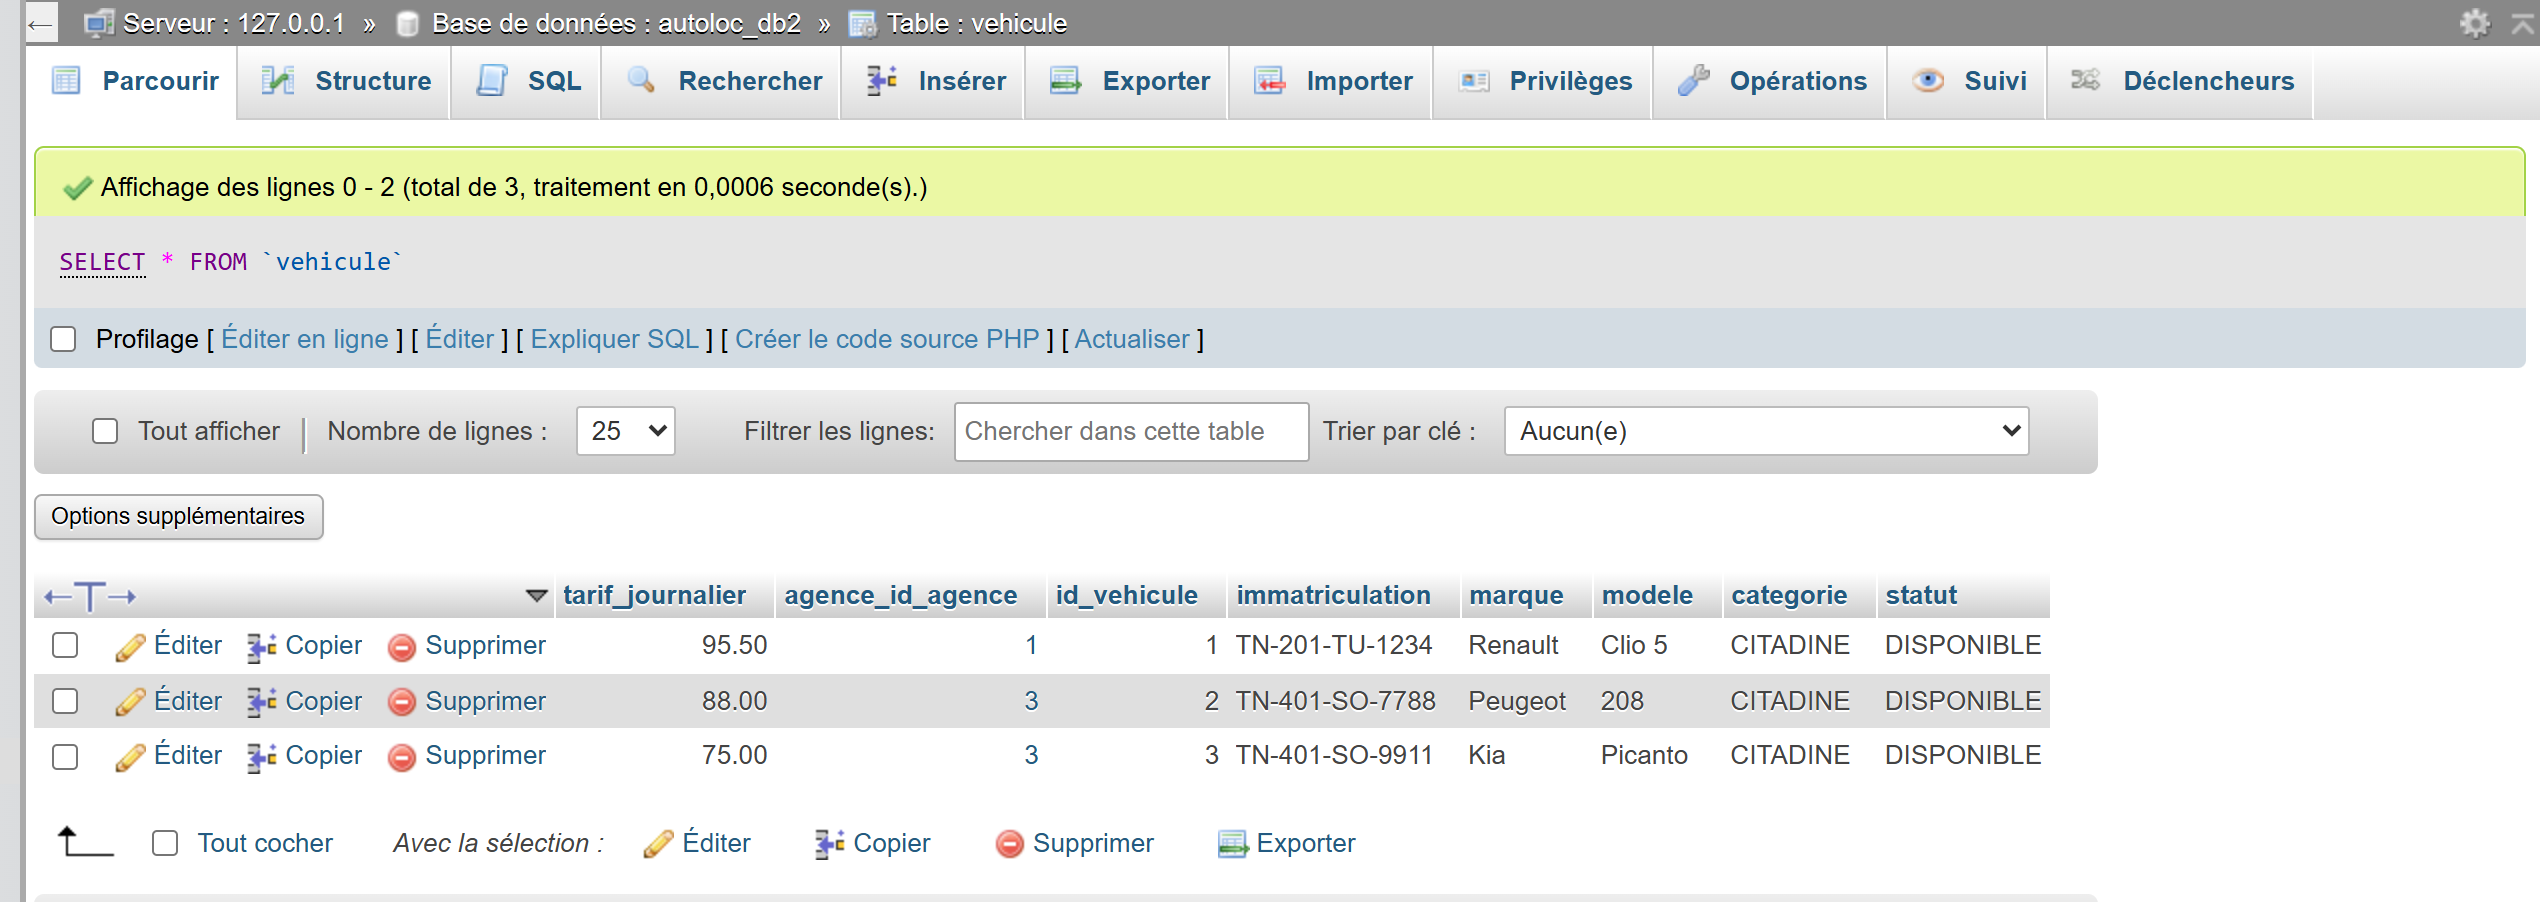 Serveur : 127.0.0.1 » Base de données : autoloc_db2 » Table : vehicule
Parcourir Structure SQL Rechercher Insérer Exporter Importer Privilèges Opérations Suivi Déclencheurs
Affichage des lignes 0 - 2 (total de 3, traitement en 0,0006 seconde(s).)
SELECT * FROM `vehicule`
Profilage [ Éditer en ligne ] [ Éditer ] [ Expliquer SQL ] [ Créer le code source PHP ] [ Actualiser ]
Tout afficher | Nombre de lignes : 25 Filtrer les lignes: Chercher dans cette table Trier par clé : Aucun(e)
Options supplémentaires
tarif_journalier agence_id_agence id_vehicule immatriculation marque modele categorie statut
Éditer Copier Supprimer 95.50 1 1 TN-201-TU-1234 Renault Clio 5 CITADINE DISPONIBLE
Éditer Copier Supprimer 88.00 3 2 TN-401-SO-7788 Peugeot 208 CITADINE DISPONIBLE
Éditer Copier Supprimer 75.00 3 3 TN-401-SO-9911 Kia Picanto CITADINE DISPONIBLE
Tout cocher Avec la sélection : Éditer Copier Supprimer Exporter